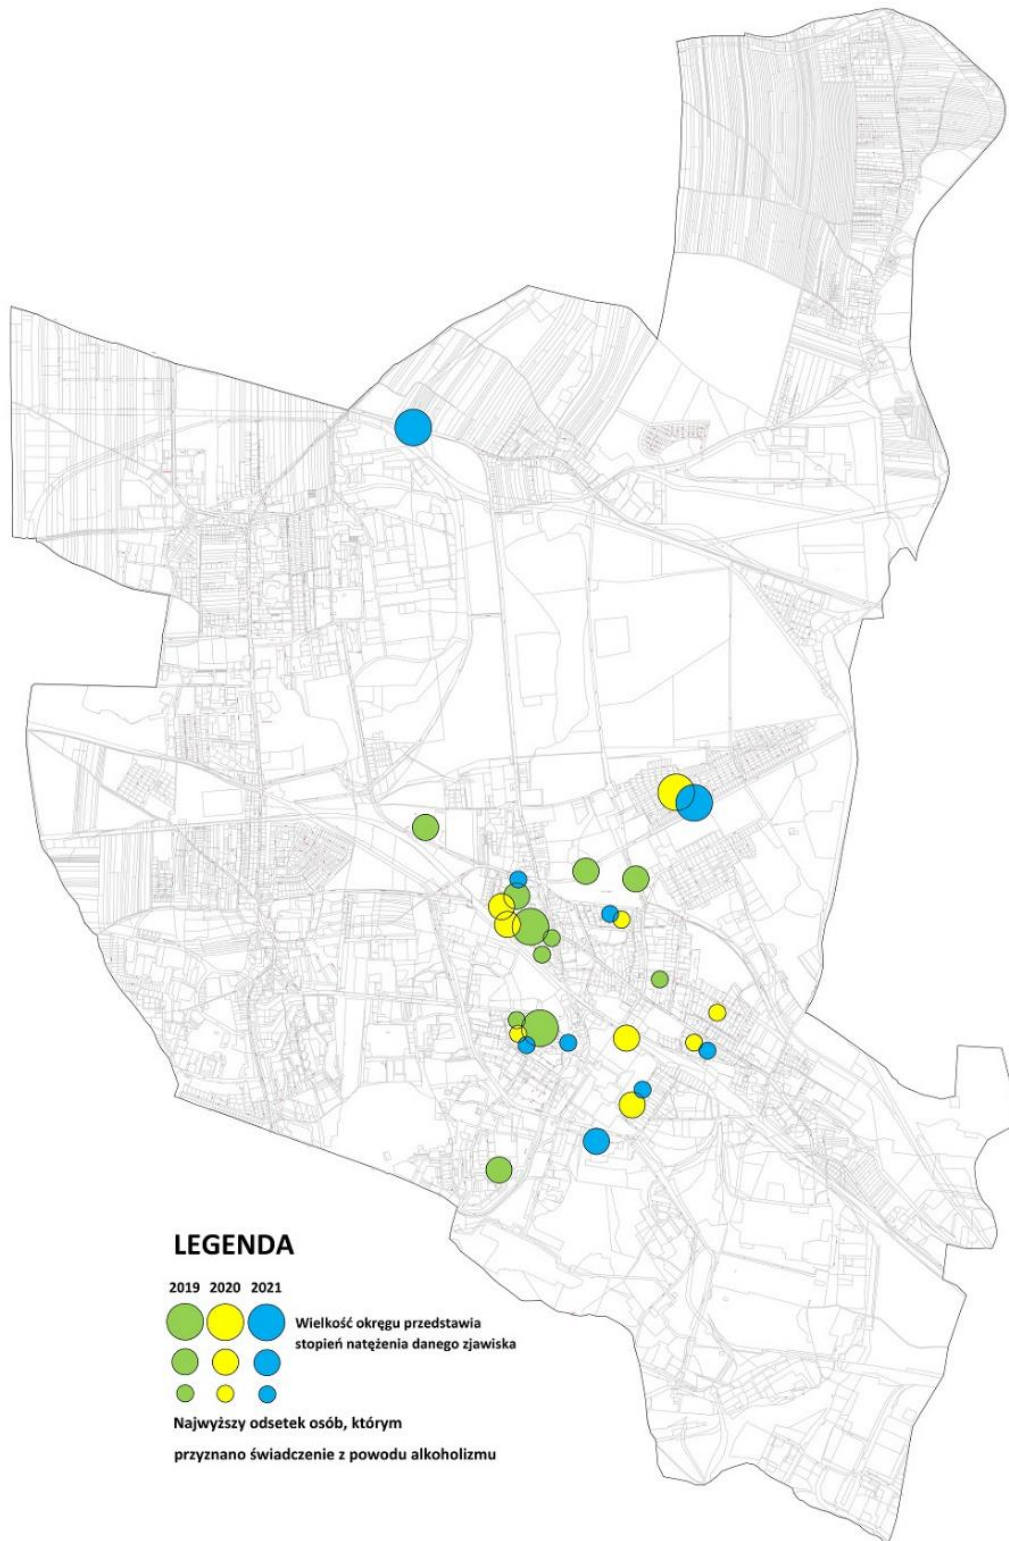 LEGENDA
2019 2020 2021
Wielkość okręgu przedstawia
stopień natężenia danego zjawiska
Najwyższy odsetek osób, którym
przyznano świadczenie z powodu alkoholizmu